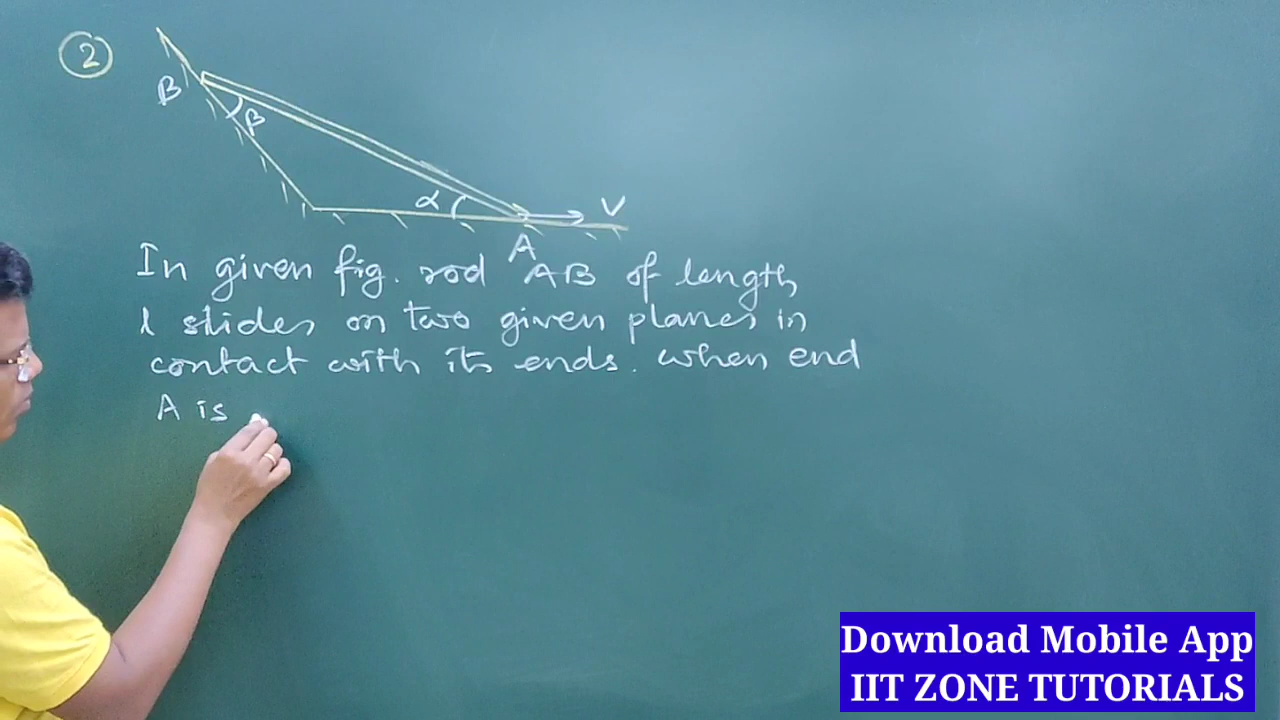 2
B
β
α
V
A
In given fig. rod AB of length
l slides on two given planes in
contact with its ends. when end
A is
Download Mobile App
IIT ZONE TUTORIALS